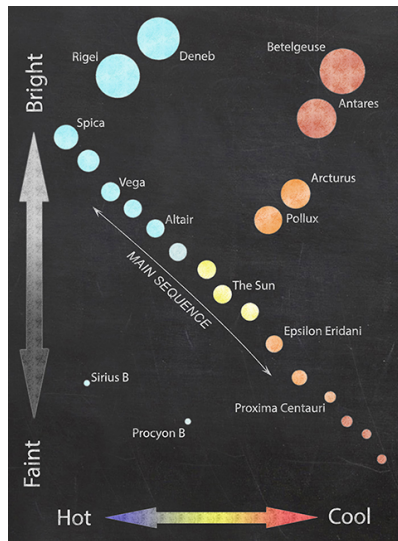 Bright
Rigel
Deneb
Betelgeuse
Antares
Spica
Vega
Altair
Arcturus
Pollux
MAIN SEQUENCE
The Sun
Epsilon Eridani
Sirius B
Proxima Centauri
Procyon B
Faint
Hot
Cool